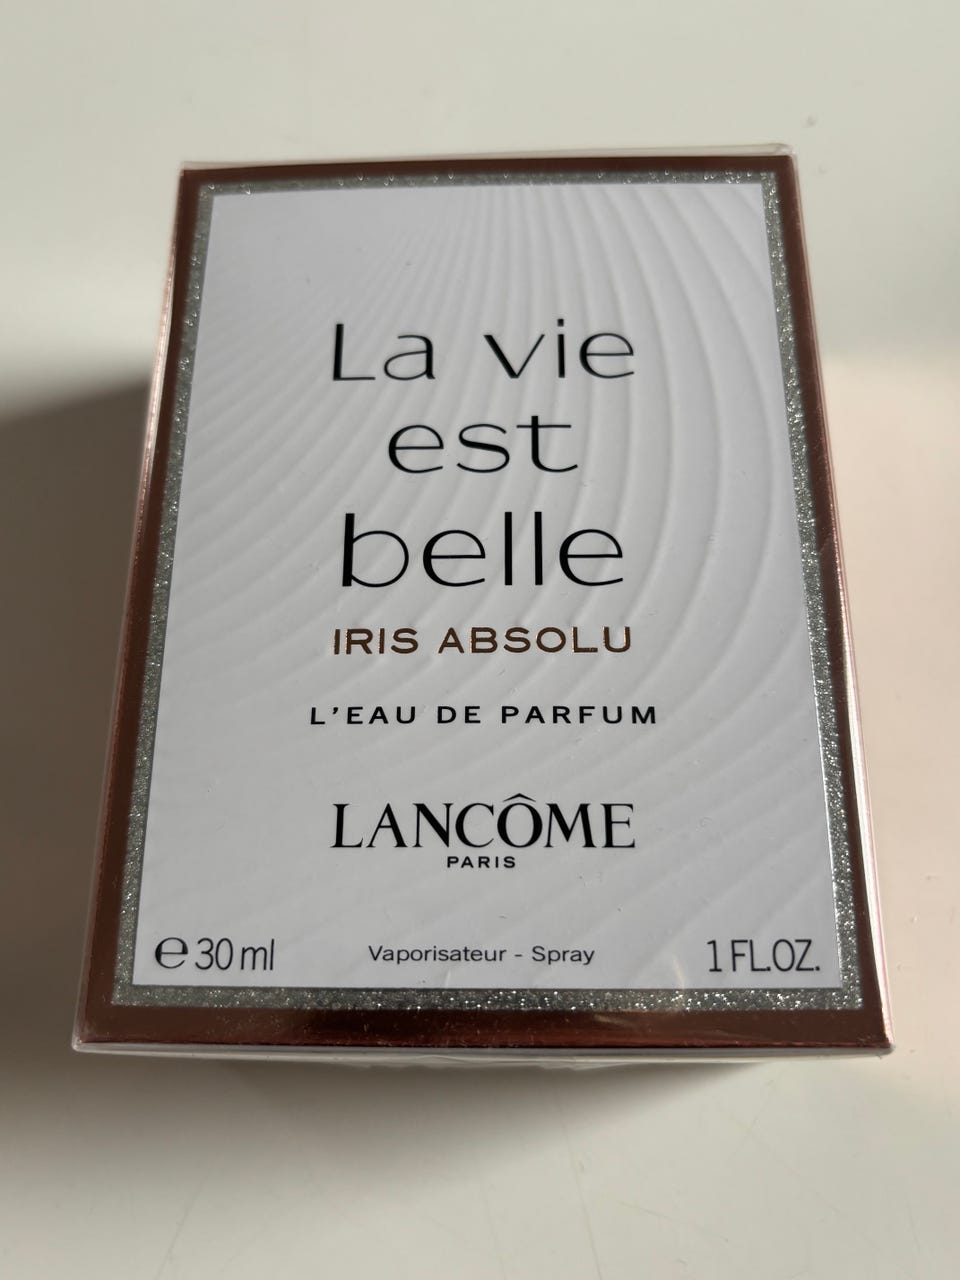 La vie
est
belle
IRIS ABSOLU
L'EAU DE PARFUM
LANCÔME
PARIS
℮ 30 ml Vaporisateur - Spray 1 FL.OZ.